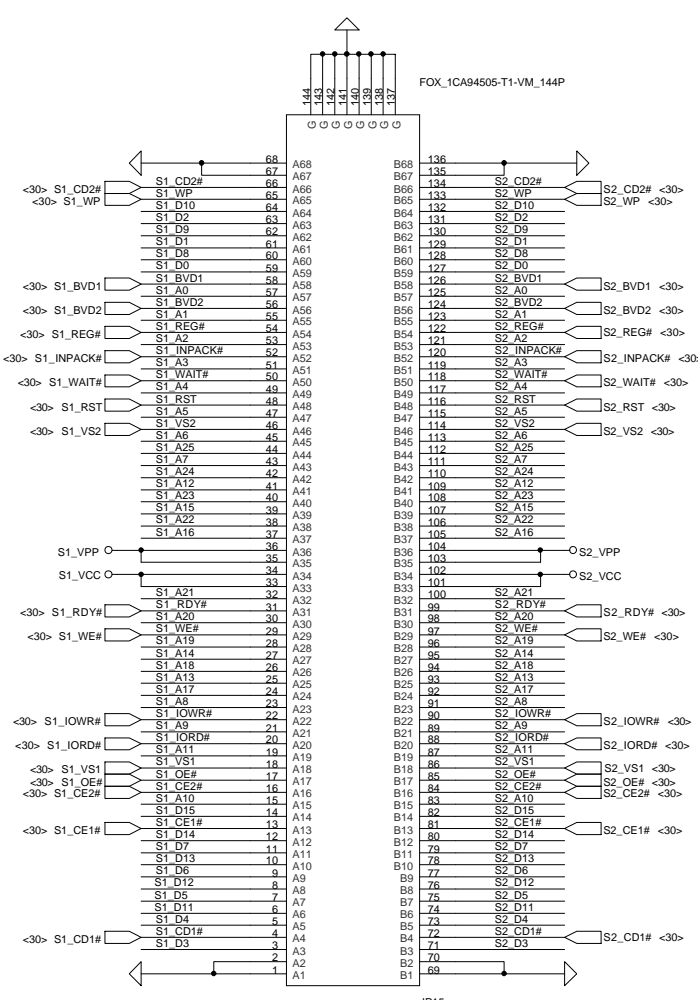 FOX_1CA94505-T1-VM_144P
144 143 142 141 140 139 138 137
G G G G G G G G
68 A68 B68 136
67 A67 B67 135
<30> S1_CD2# S1_CD2# 66 A66 B66 134 S2_CD2# S2_CD2# <30>
<30> S1_WP S1_WP 65 A65 B65 133 S2_WP S2_WP <30>
S1_D10 64 A64 B64 132 S2_D10
S1_D2 63 A63 B63 131 S2_D2
S1_D9 62 A62 B62 130 S2_D9
S1_D1 61 A61 B61 129 S2_D1
S1_D8 60 A60 B60 128 S2_D8
S1_D0 59 A59 B59 127 S2_D0
<30> S1_BVD1 S1_BVD1 58 A58 B58 126 S2_BVD1 S2_BVD1 <30>
S1_A0 57 A57 B57 125 S2_A0
<30> S1_BVD2 S1_BVD2 56 A56 B56 124 S2_BVD2 S2_BVD2 <30>
S1_A1 55 A55 B55 123 S2_A1
<30> S1_REG# S1_REG# 54 A54 B54 122 S2_REG# S2_REG# <30>
S1_A2 53 A53 B53 121 S2_A2
<30> S1_INPACK# S1_INPACK# 52 A52 B52 120 S2_INPACK# S2_INPACK# <30>
S1_A3 51 A51 B51 119 S2_A3
<30> S1_WAIT# S1_WAIT# 50 A50 B50 118 S2_WAIT# S2_WAIT# <30>
S1_A4 49 A49 B49 117 S2_A4
<30> S1_RST S1_RST 48 A48 B48 116 S2_RST S2_RST <30>
S1_A5 47 A47 B47 115 S2_A5
<30> S1_VS2 S1_VS2 46 A46 B46 114 S2_VS2 S2_VS2 <30>
S1_A6 45 A45 B45 113 S2_A6
S1_A25 44 A44 B44 112 S2_A25
S1_A7 43 A43 B43 111 S2_A7
S1_A24 42 A42 B42 110 S2_A24
S1_A12 41 A41 B41 109 S2_A12
S1_A23 40 A40 B40 108 S2_A23
S1_A15 39 A39 B39 107 S2_A15
S1_A22 38 A38 B38 106 S2_A22
S1_A16 37 A37 B37 105 S2_A16
S1_VPP 36 A36 B36 104 S2_VPP
35 A35 B35 103
S1_VCC 34 A34 B34 102 S2_VCC
33 A33 B33 101
S1_A21 32 A32 B32 100 S2_A21
<30> S1_RDY# S1_RDY# 31 A31 B31 99 S2_RDY# S2_RDY# <30>
S1_A20 30 A30 B30 98 S2_A20
<30> S1_WE# S1_WE# 29 A29 B29 97 S2_WE# S2_WE# <30>
S1_A19 28 A28 B28 96 S2_A19
S1_A14 27 A27 B27 95 S2_A14
S1_A18 26 A26 B26 94 S2_A18
S1_A13 25 A25 B25 93 S2_A13
S1_A17 24 A24 B24 92 S2_A17
S1_A8 23 A23 B23 91 S2_A8
<30> S1_IOWR# S1_IOWR# 22 A22 B22 90 S2_IOWR# S2_IOWR# <30>
S1_A9 21 A21 B21 89 S2_A9
<30> S1_IORD# S1_IORD# 20 A20 B20 88 S2_IORD# S2_IORD# <30>
S1_A11 19 A19 B19 87 S2_A11
<30> S1_VS1 S1_VS1 18 A18 B18 86 S2_VS1 S2_VS1 <30>
<30> S1_OE# S1_OE# 17 A17 B17 85 S2_OE# S2_OE# <30>
<30> S1_CE2# S1_CE2# 16 A16 B16 84 S2_CE2# S2_CE2# <30>
S1_A10 15 A15 B15 83 S2_A10
S1_D15 14 A14 B14 82 S2_D15
<30> S1_CE1# S1_CE1# 13 A13 B13 81 S2_CE1# S2_CE1# <30>
S1_D14 12 A12 B12 80 S2_D14
S1_D7 11 A11 B11 79 S2_D7
S1_D13 10 A10 B10 78 S2_D13
S1_D6 9 A9 B9 77 S2_D6
S1_D12 8 A8 B8 76 S2_D12
S1_D5 7 A7 B7 75 S2_D5
S1_D11 6 A6 B6 74 S2_D11
S1_D4 5 A5 B5 73 S2_D4
<30> S1_CD1# S1_CD1# 4 A4 B4 72 S2_CD1# S2_CD1# <30>
S1_D3 3 A3 B3 71 S2_D3
2 A2 B2 70
1 A1 B1 69